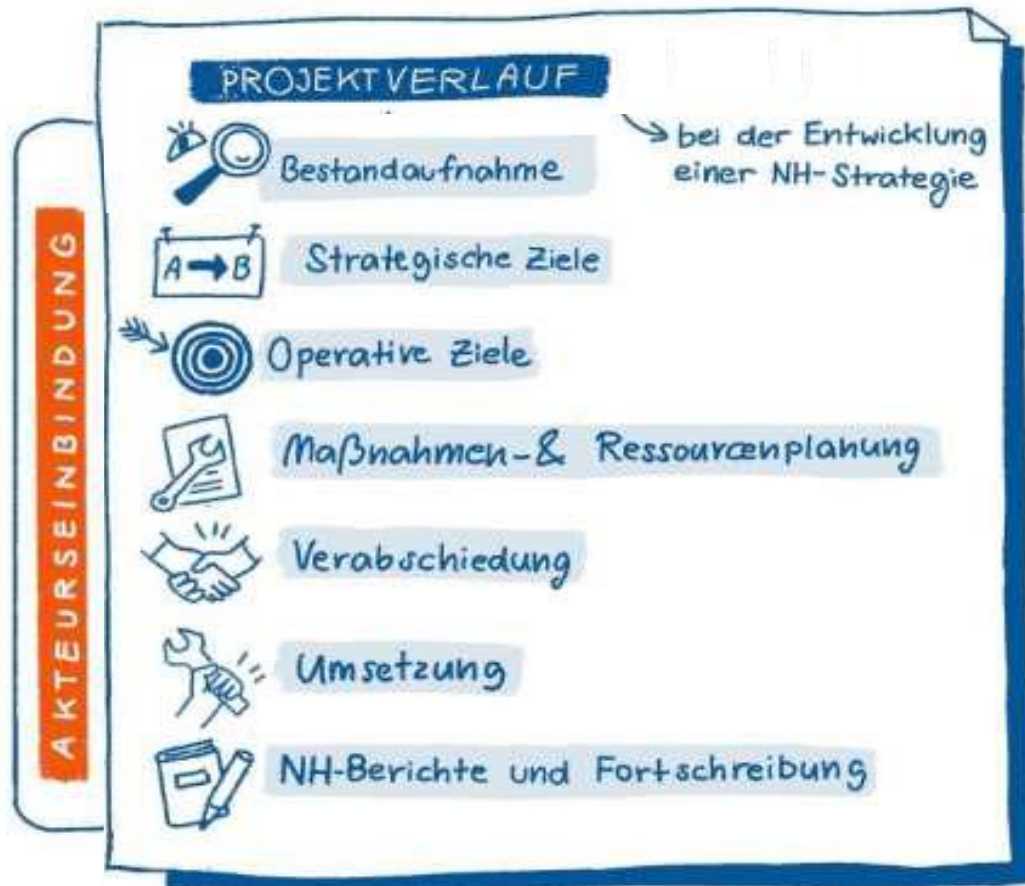 PROJEKTVERLAUF
bei der Entwicklung
einer NH-Strategie
AKTEURSEINBINDUNG
Bestandaufnahme
A B
Strategische Ziele
Operative Ziele
Maßnahmen-& Ressourcenplanung
Verabschiedung
Umsetzung
NH-Berichte und Fortschreibung